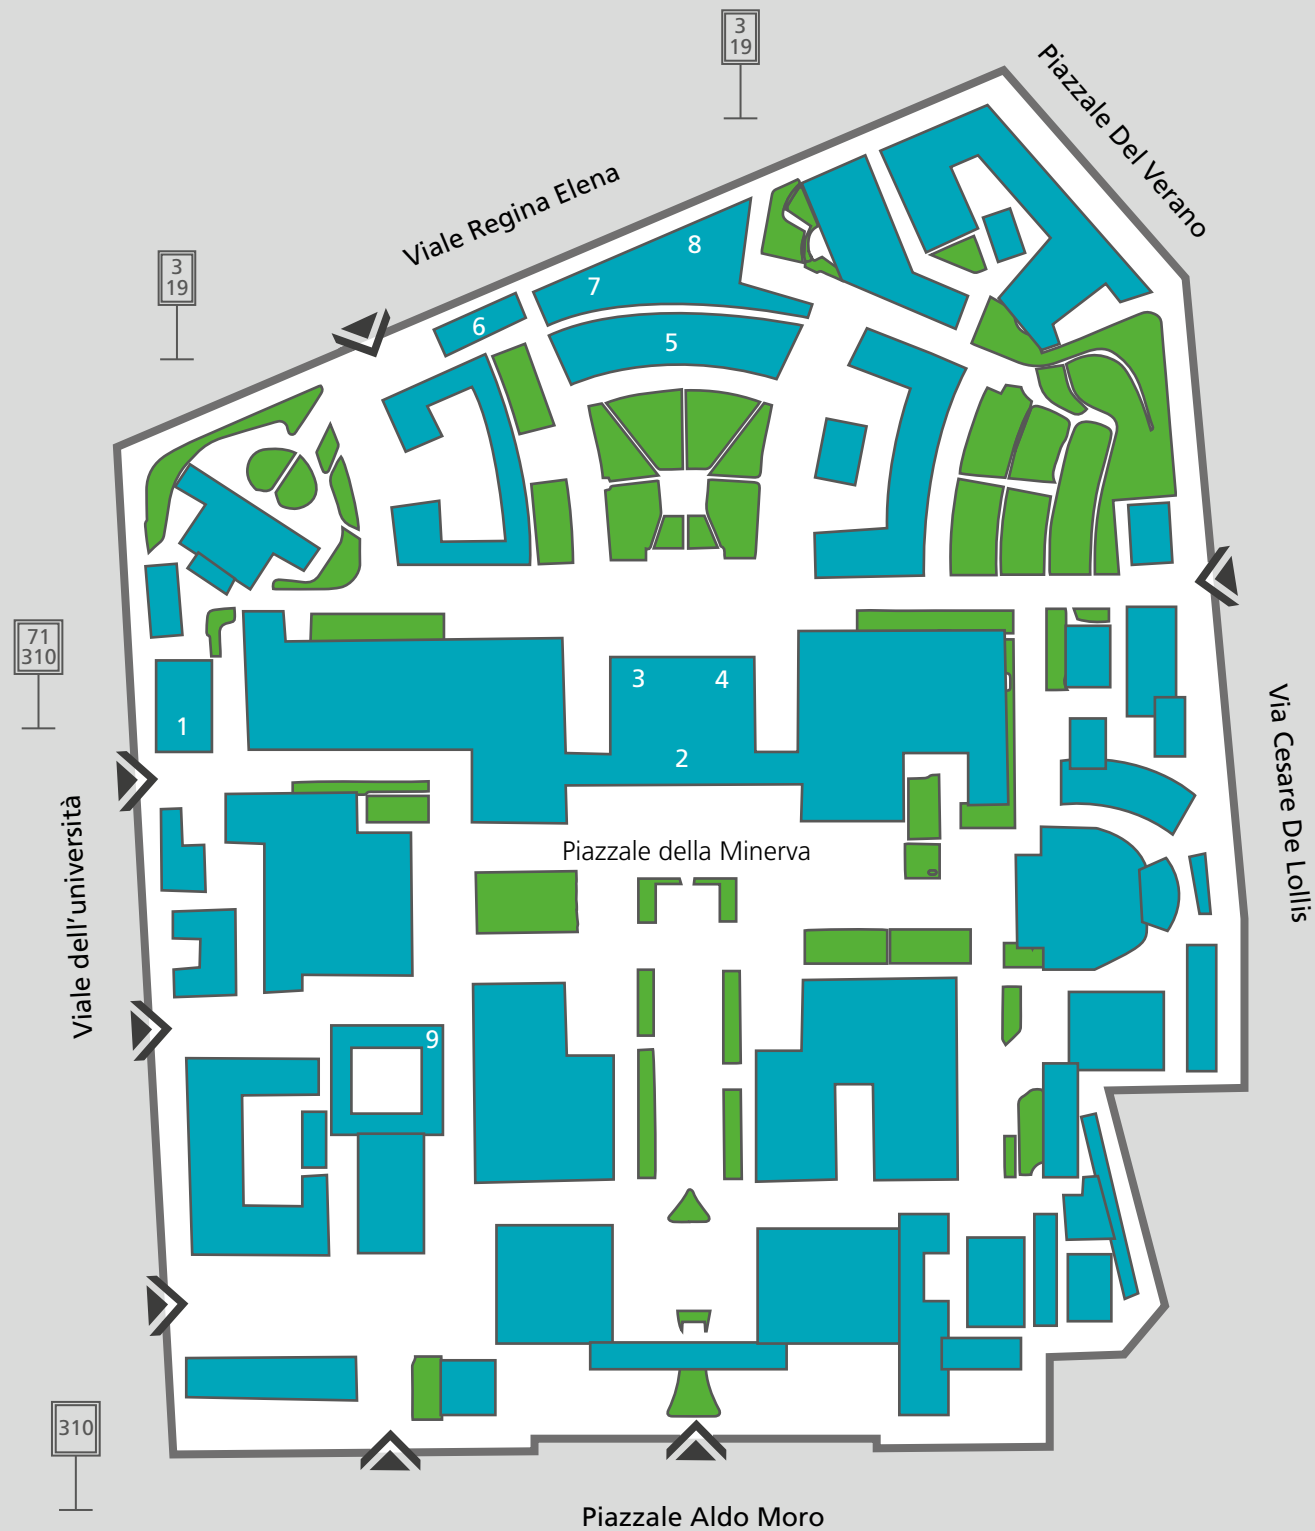 3
19
Piazzale Del Verano
Viale Regina Elena
8
3
19
7
6
5
71
310
3
4
1
2
Via Cesare De Lollis
Viale dell'università
Piazzale della Minerva
9
310
Piazzale Aldo Moro